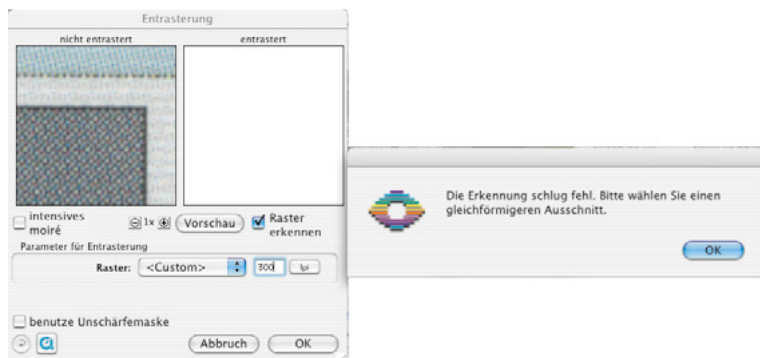 Entrasterung
nicht entrastert
entrastert
intensives
moiré
1x
Vorschau
Raster
erkennen
Parameter für Entrasterung
Raster:
<Custom>
300
lpi
benutze Unschärfemaske
Abbruch
OK
Die Erkennung schlug fehl. Bitte wählen Sie einen
gleichförmigeren Ausschnitt.
OK